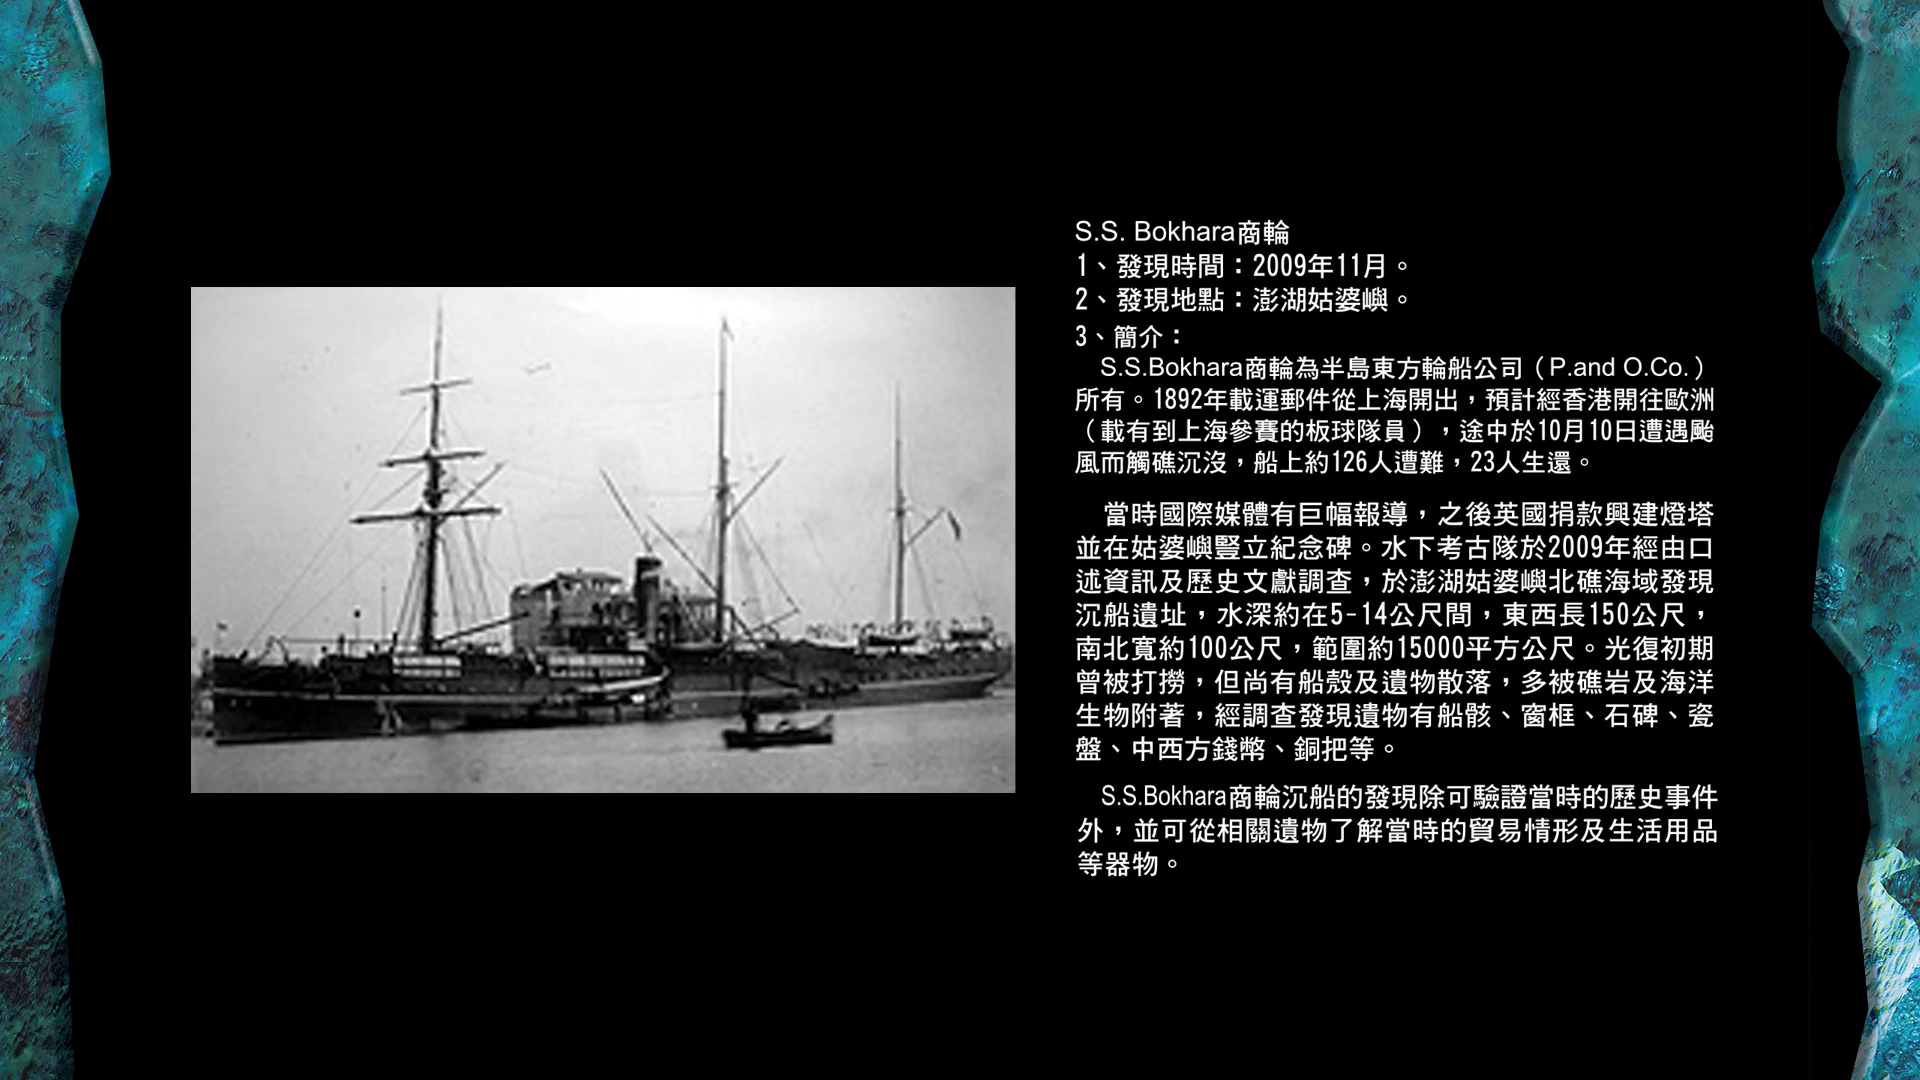 S.S. Bokhara商輪
1、發現時間：2009年11月。
2、發現地點：澎湖姑婆嶼。
3、簡介：
S.S.Bokhara商輪為半島東方輪船公司（P.and O.Co.）
所有。1892年載運郵件從上海開出，預計經香港開往歐洲
（載有到上海參賽的板球隊員），途中於10月10日遭遇颱
風而觸礁沉沒，船上約126人遭難，23人生還。
當時國際媒體有巨幅報導，之後英國捐款興建燈塔
並在姑婆嶼豎立紀念碑。水下考古隊於2009年經由口
述資訊及歷史文獻調查，於澎湖姑婆嶼北礁海域發現
沉船遺址，水深約在5-14公尺間，東西長150公尺，
南北寬約100公尺，範圍約15000平方公尺。光復初期
曾被打撈，但尚有船殼及遺物散落，多被礁岩及海洋
生物附著，經調查發現遺物有船骸、窗框、石碑、瓷
盤、中西方錢幣、銅把等。
S.S.Bokhara商輪沉船的發現除可驗證當時的歷史事件
外，並可從相關遺物了解當時的貿易情形及生活用品
等器物。